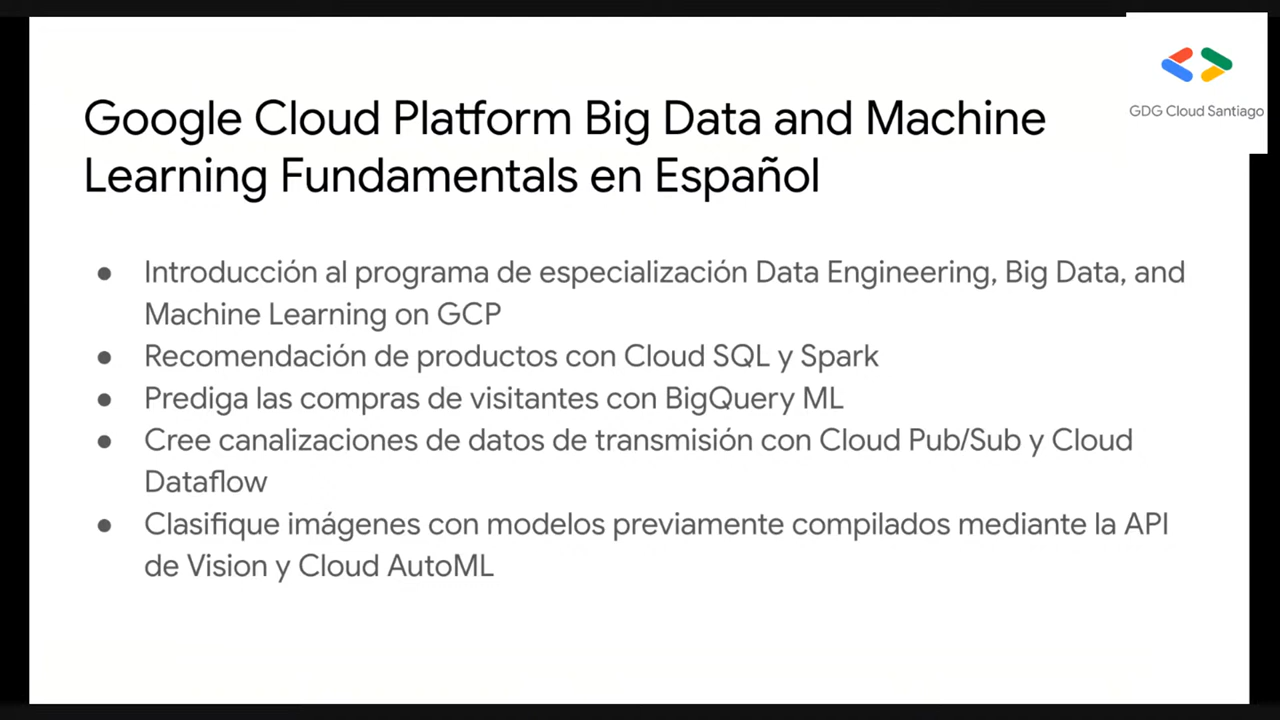 GDG Cloud Santiago
Google Cloud Platform Big Data and Machine
Learning Fundamentals en Español
● Introducción al programa de especialización Data Engineering, Big Data, and
Machine Learning on GCP
● Recomendación de productos con Cloud SQL y Spark
● Prediga las compras de visitantes con BigQuery ML
● Cree canalizaciones de datos de transmisión con Cloud Pub/Sub y Cloud
Dataflow
● Clasifique imágenes con modelos previamente compilados mediante la API
de Vision y Cloud AutoML